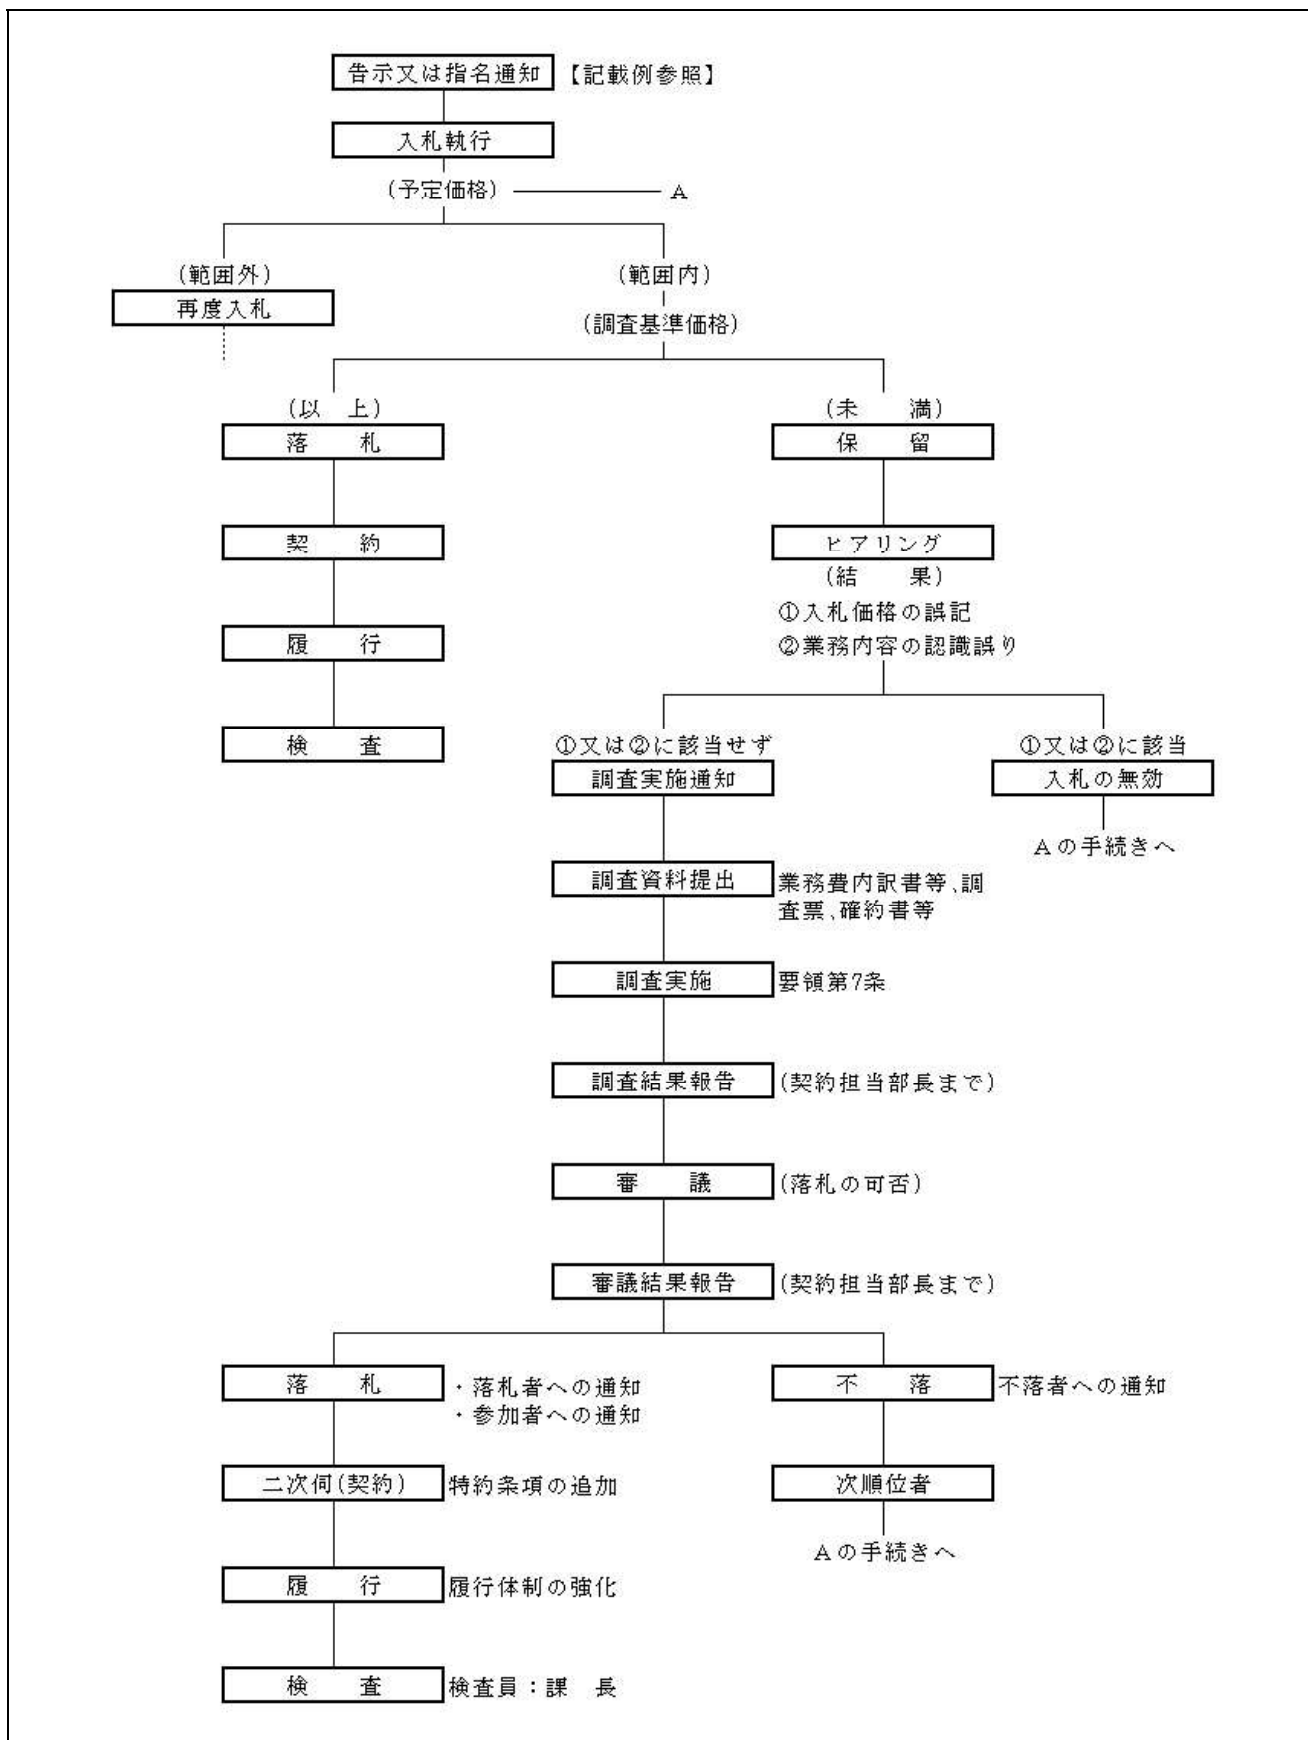 告示又は指名通知 【記載例参照】
入札執行
(予定価格) A
(範囲外) (範囲内)
再度入札
(調査基準価格)
(以 上) (未 満)
落 札 保 留
契 約 ヒアリング
(結 果)
①入札価格の誤記
履 行 ②業務内容の認識誤り
検 査 ①又は②に該当せず ①又は②に該当
調査実施通知 入札の無効
Aの手続きへ
調査資料提出 業務費内訳書等、調
査票、確約書等
調査実施 要領第7条
調査結果報告 (契約担当部長まで)
審 議 (落札の可否)
審議結果報告 (契約担当部長まで)
落 札 ・落札者への通知 不 落 不落者への通知
・参加者への通知
二次伺(契約) 特約条項の追加 次順位者
Aの手続きへ
履 行 履行体制の強化
検 査 検査員:課 長